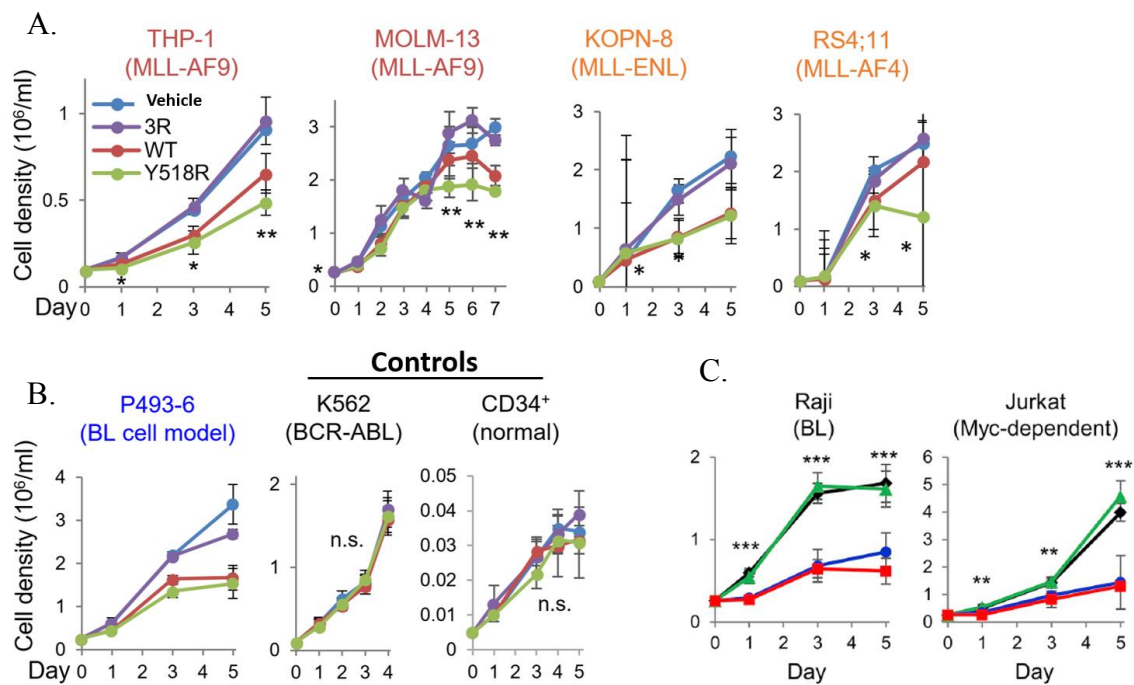 A.
THP-1
(MLL-AF9)
MOLM-13
(MLL-AF9)
KOPN-8
(MLL-ENL)
RS4;11
(MLL-AF4)
Cell density (10⁶/ml)
1
0.5
0
Vehicle
3R
WT
Y518R
*
*
**
Day 0 1 2 3 4 5
3
2
1
0
*
**
**
**
0 1 2 3 4 5 6 7
3
2
1
0
*
*
0 1 2 3 4 5
3
2
1
0
*
*
0 1 2 3 4 5
B.
Controls
P493-6
(BL cell model)
K562
(BCR-ABL)
CD34⁺
(normal)
Cell density (10⁶/ml)
4
3
2
1
0
Day 0 1 2 3 4 5
2
1
0
n.s.
0 1 2 3 4
0.05
0.04
0.03
0.02
0.01
0
n.s.
0 1 2 3 4 5
C.
Raji
(BL)
Jurkat
(Myc-dependent)
2
1
0
***
***
***
0 1 2 3 4 5
Day
6
5
4
3
2
1
0
**
**
***
0 1 2 3 4 5
Day